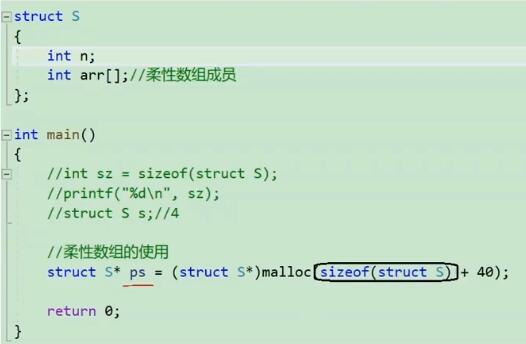 struct S
{
int n;
int arr[];//柔性数组成员
};
int main()
{
//int sz = sizeof(struct S);
//printf("%d\n", sz);
//struct S s;//4
//柔性数组的使用
struct S* ps = (struct S*)malloc(sizeof(struct S) + 40);
return 0;
}